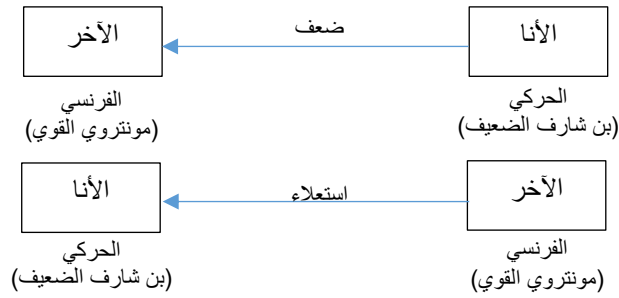 الأنا
ضعف
الآخر
الحركي
(بن شارف الضعيف)
الفرنسي
(مونتروي القوي)
الآخر
استعلاء
الأنا
الفرنسي
(مونتروي القوي)
الحركي
(بن شارف الضعيف)